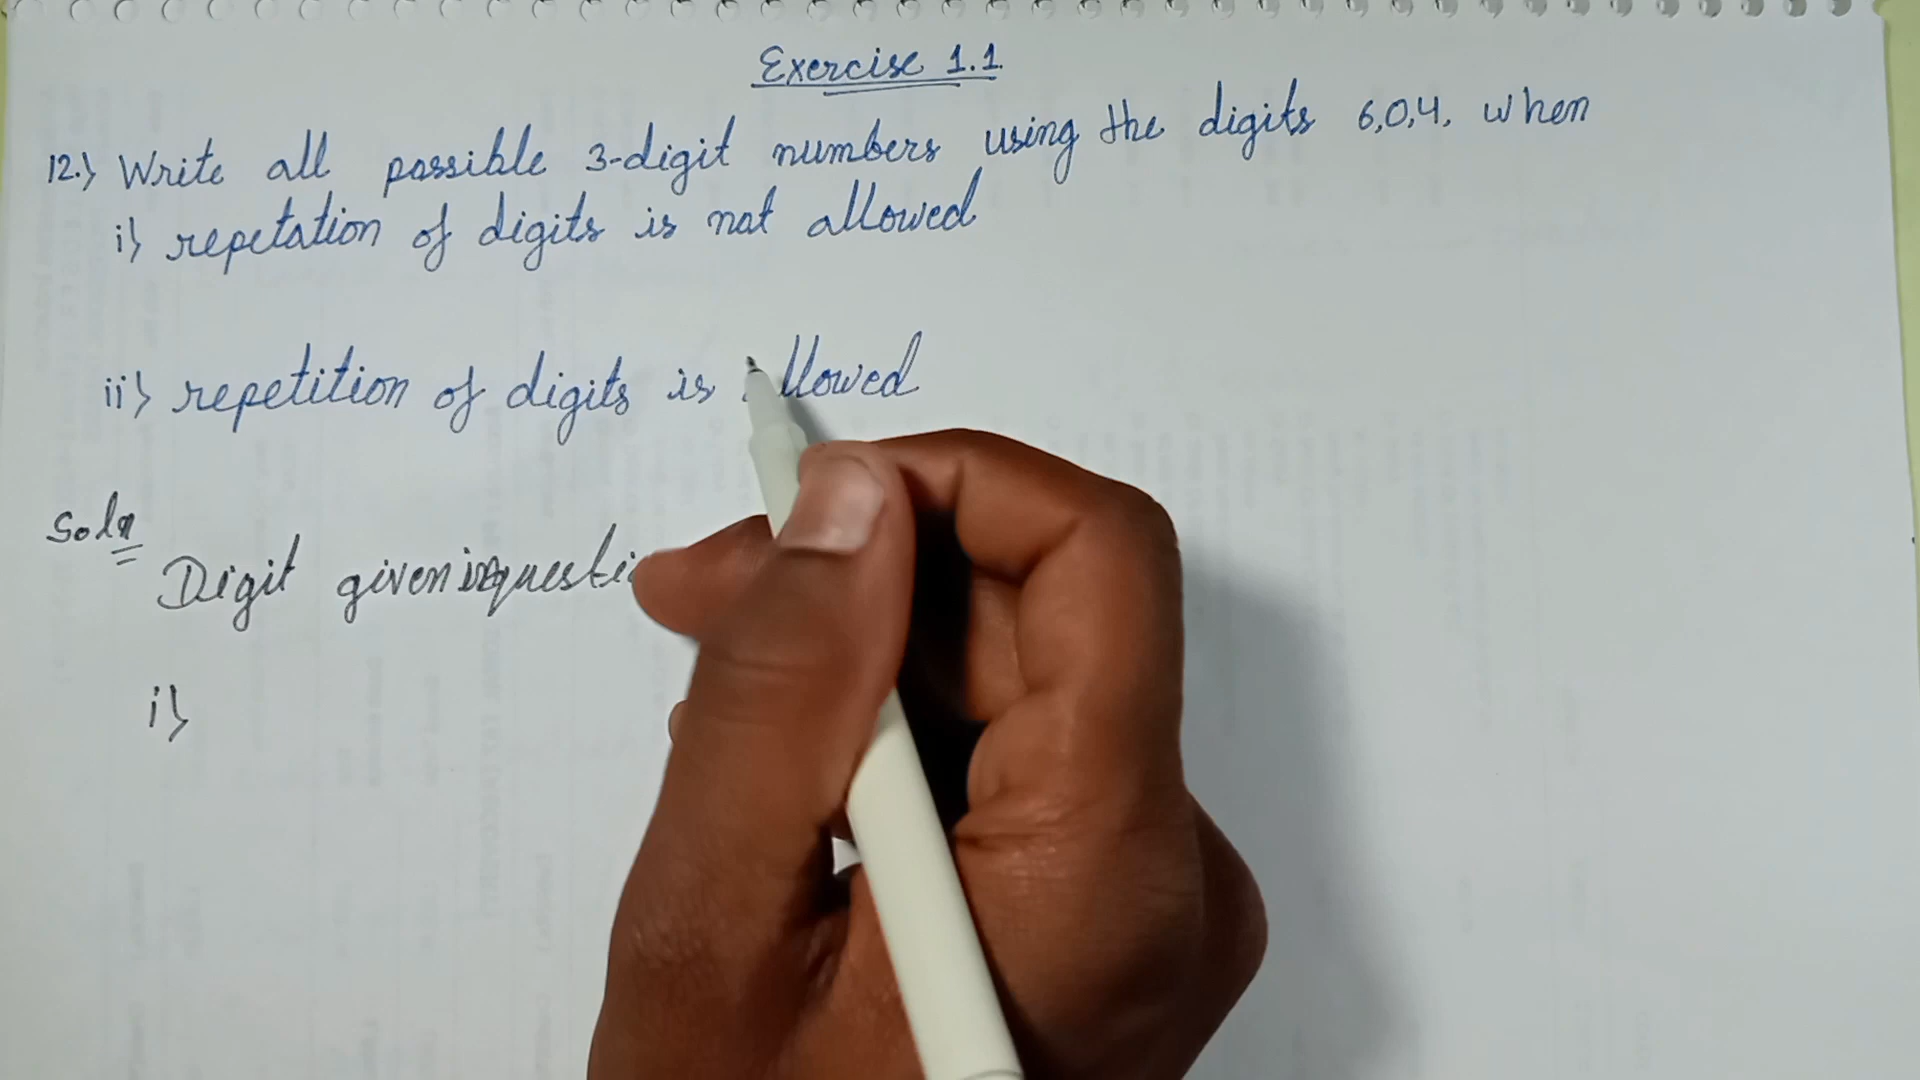 Exercise 1.1
12.) Write all possible 3-digit numbers using the digits 6,0,4, when
i) repetation of digits is not allowed
ii) repetition of digits is allowed
Soln
Digit given in questi
i)